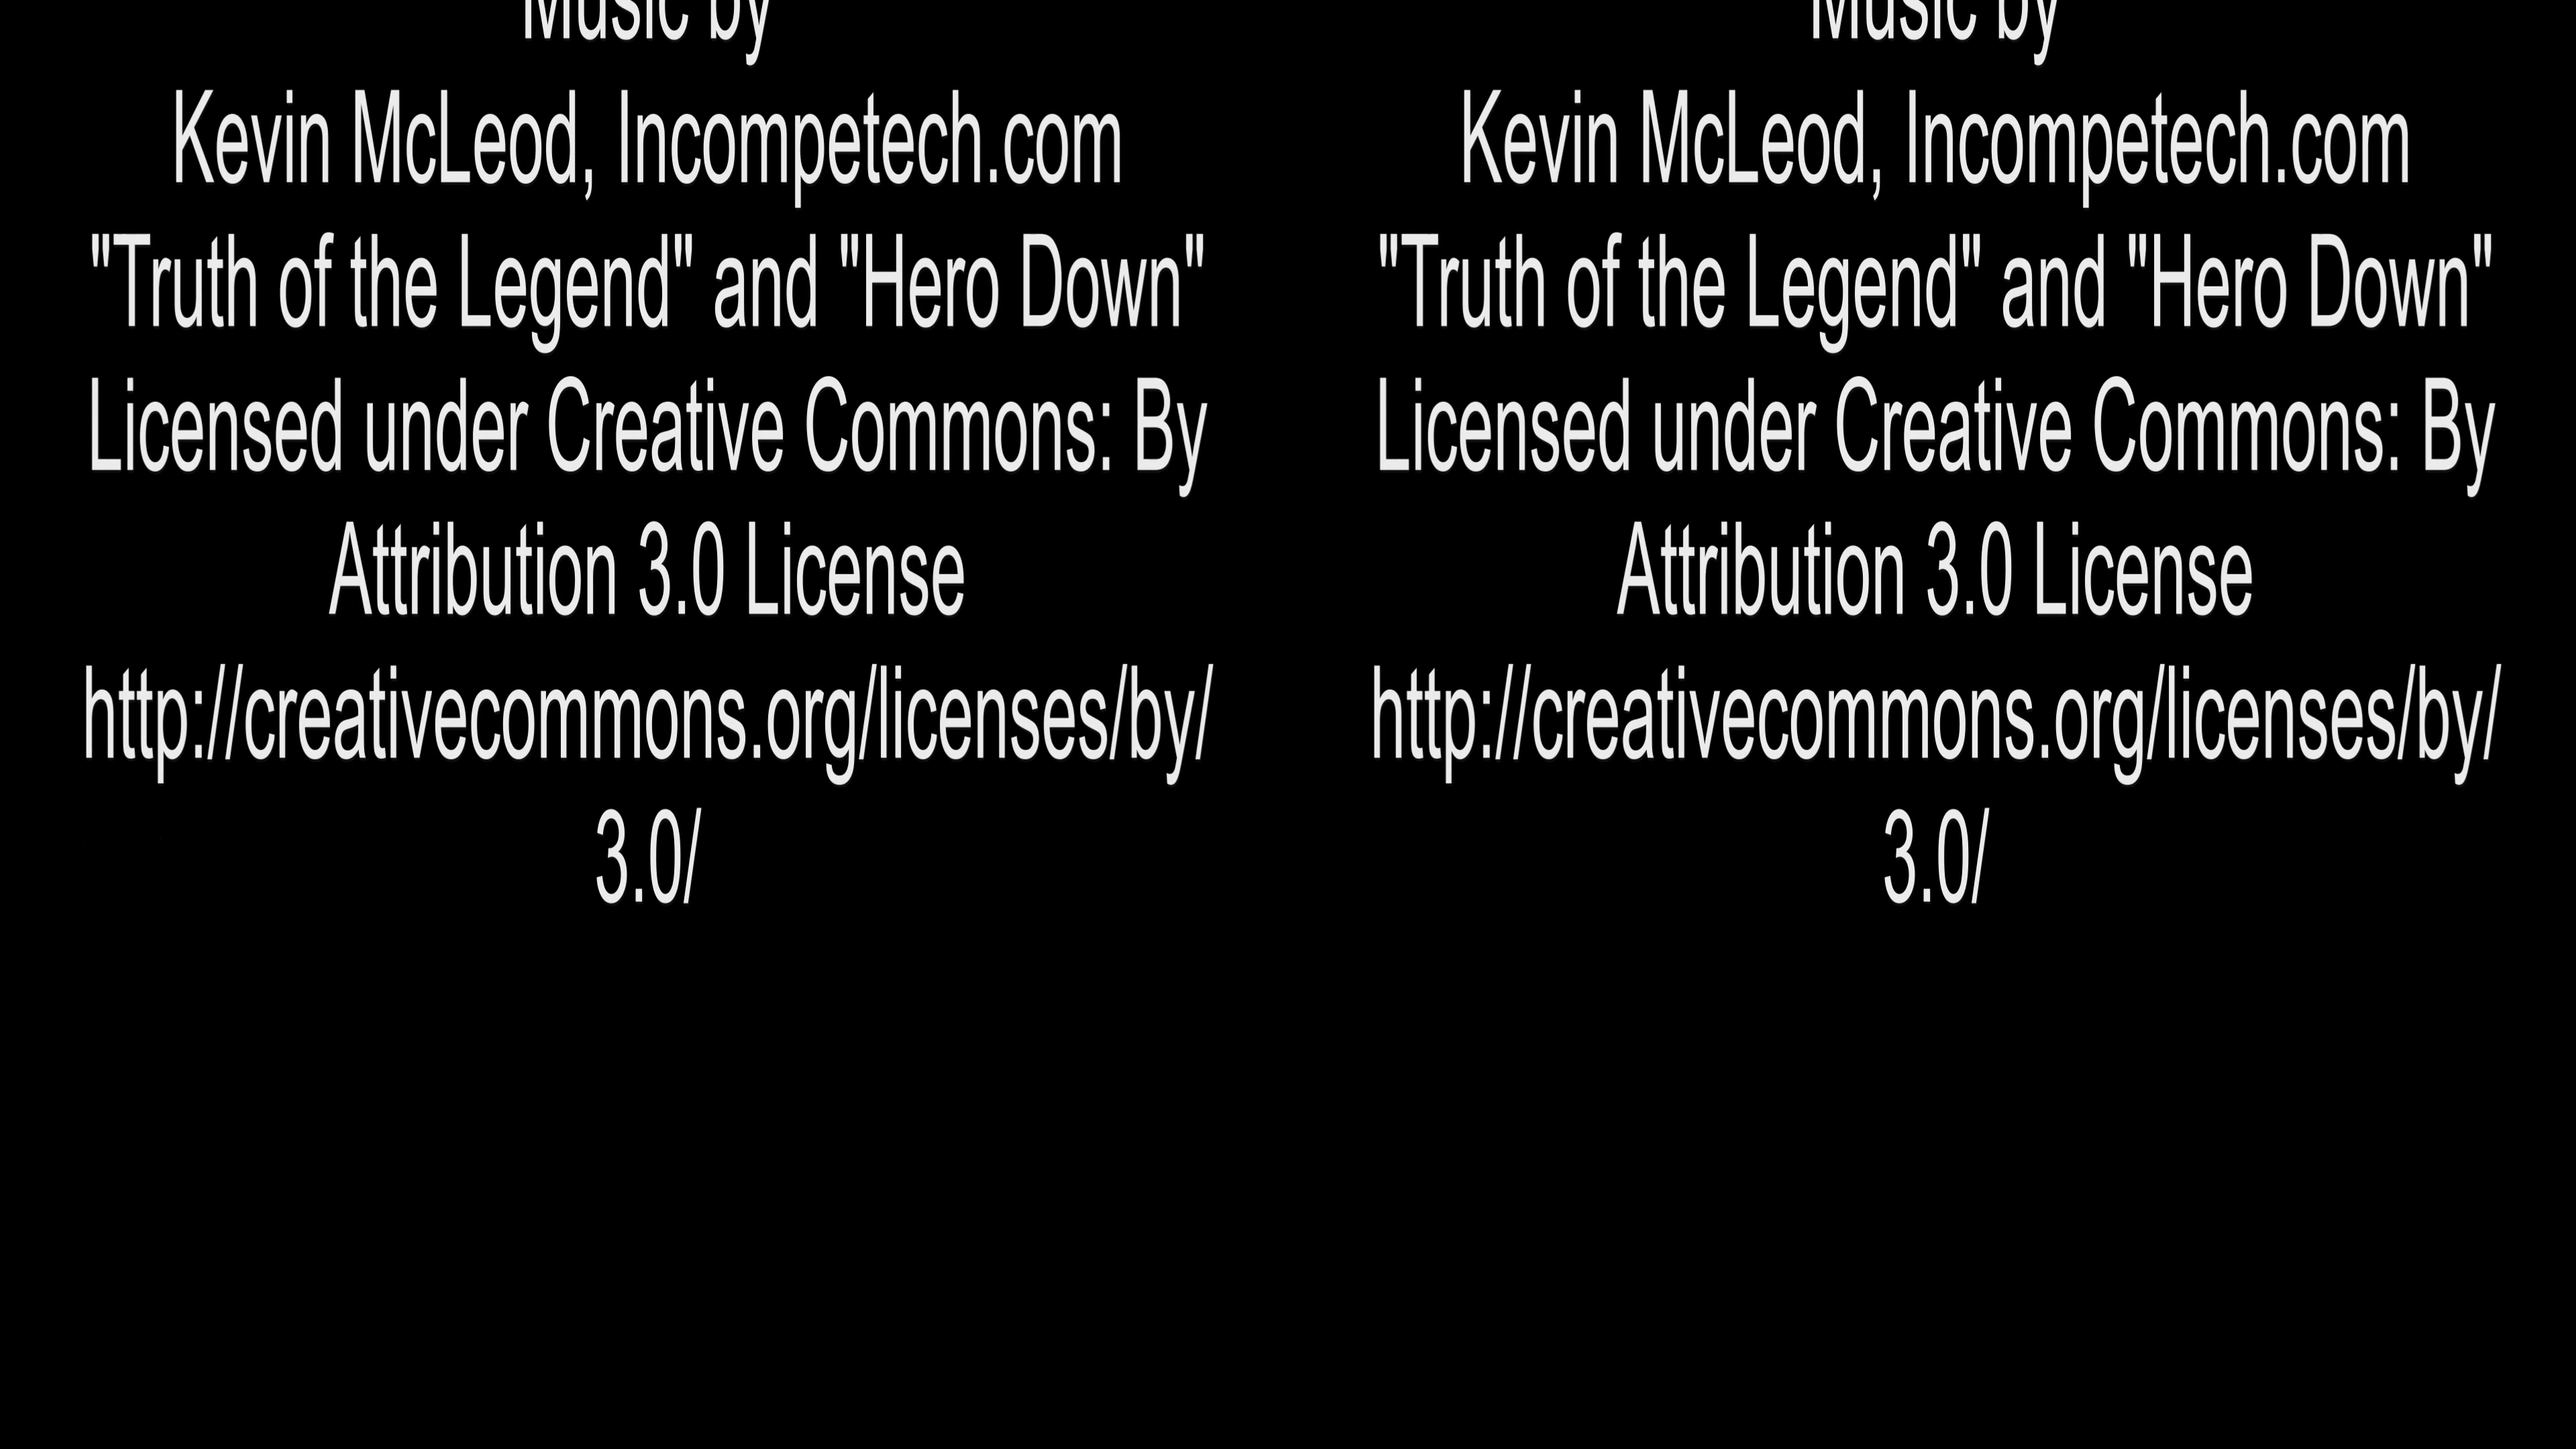 Music by
Kevin McLeod, Incompetech.com
"Truth of the Legend" and "Hero Down"
Licensed under Creative Commons: By
Attribution 3.0 License
http://creativecommons.org/licenses/by/
3.0/
Music by
Kevin McLeod, Incompetech.com
"Truth of the Legend" and "Hero Down"
Licensed under Creative Commons: By
Attribution 3.0 License
http://creativecommons.org/licenses/by/
3.0/